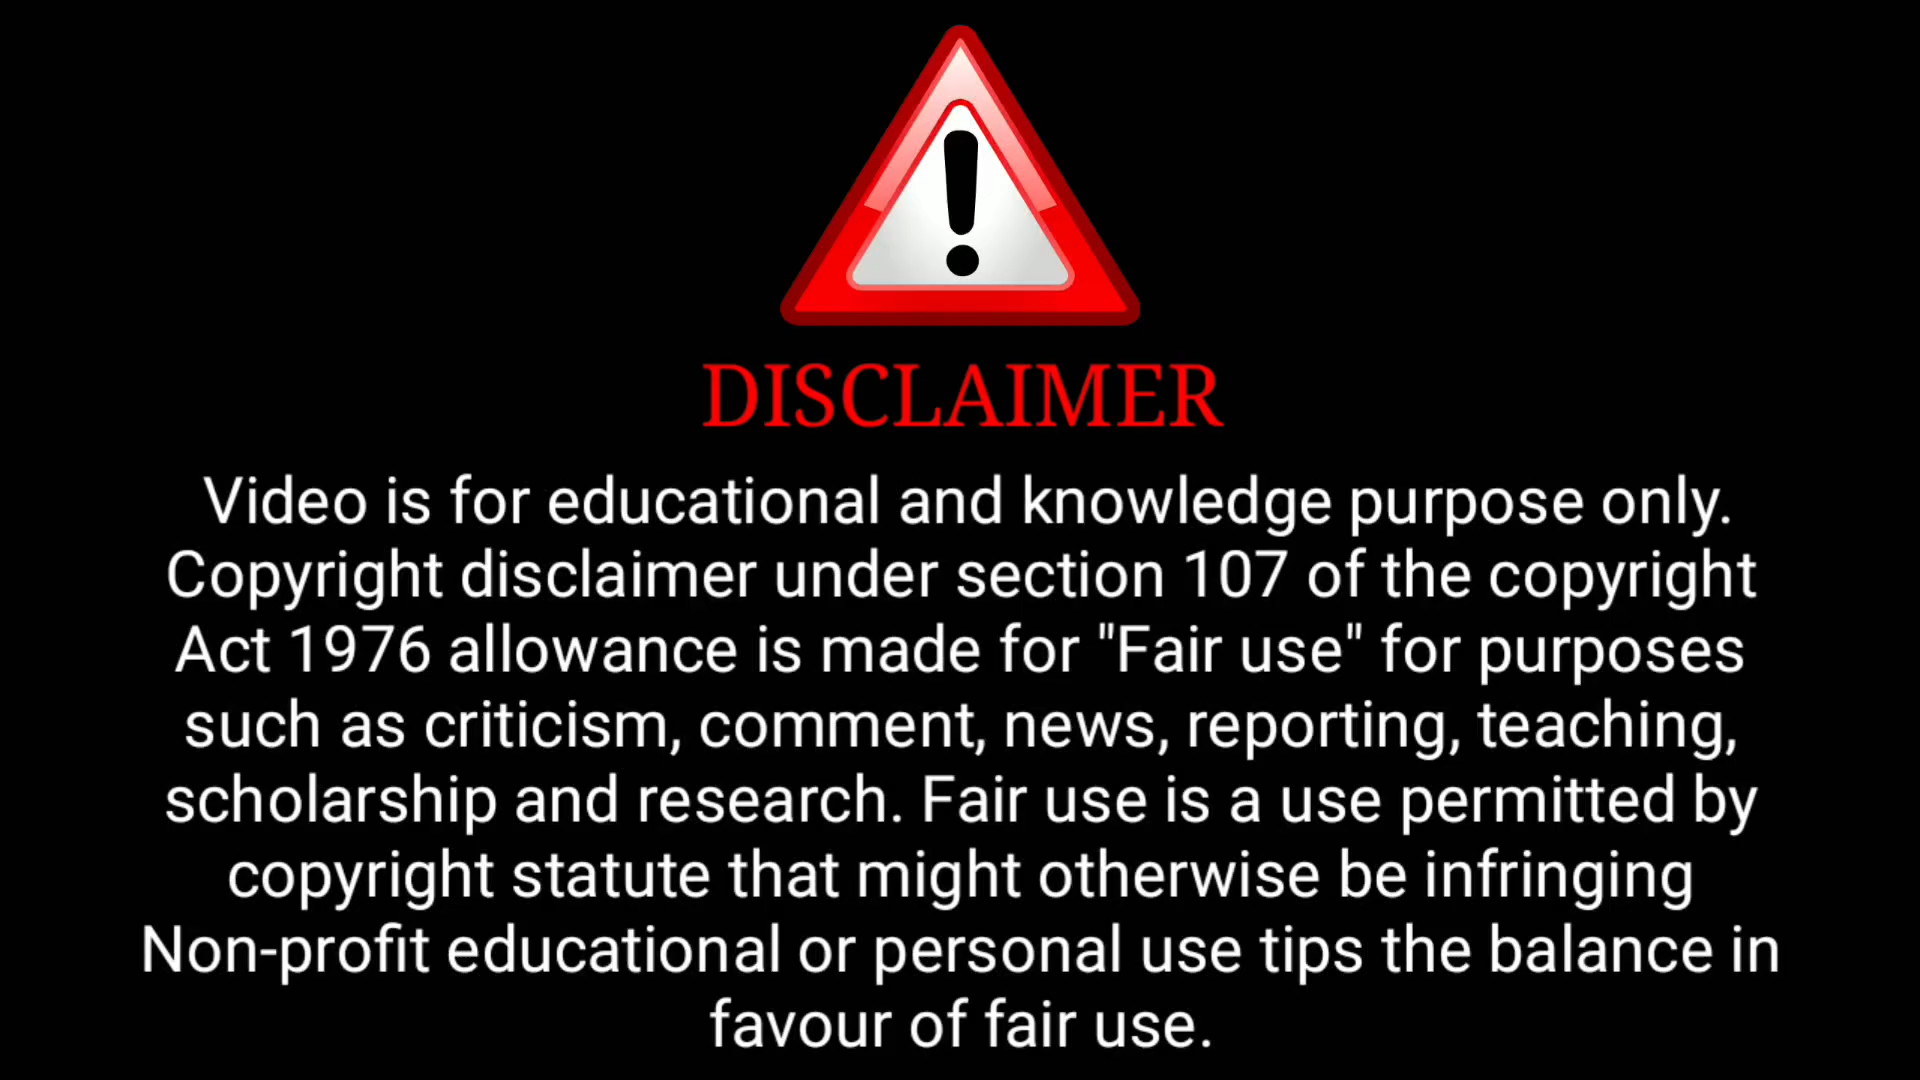 DISCLAIMER
Video is for educational and knowledge purpose only.
Copyright disclaimer under section 107 of the copyright
Act 1976 allowance is made for "Fair use" for purposes
such as criticism, comment, news, reporting, teaching,
scholarship and research. Fair use is a use permitted by
copyright statute that might otherwise be infringing
Non-profit educational or personal use tips the balance in
favour of fair use.